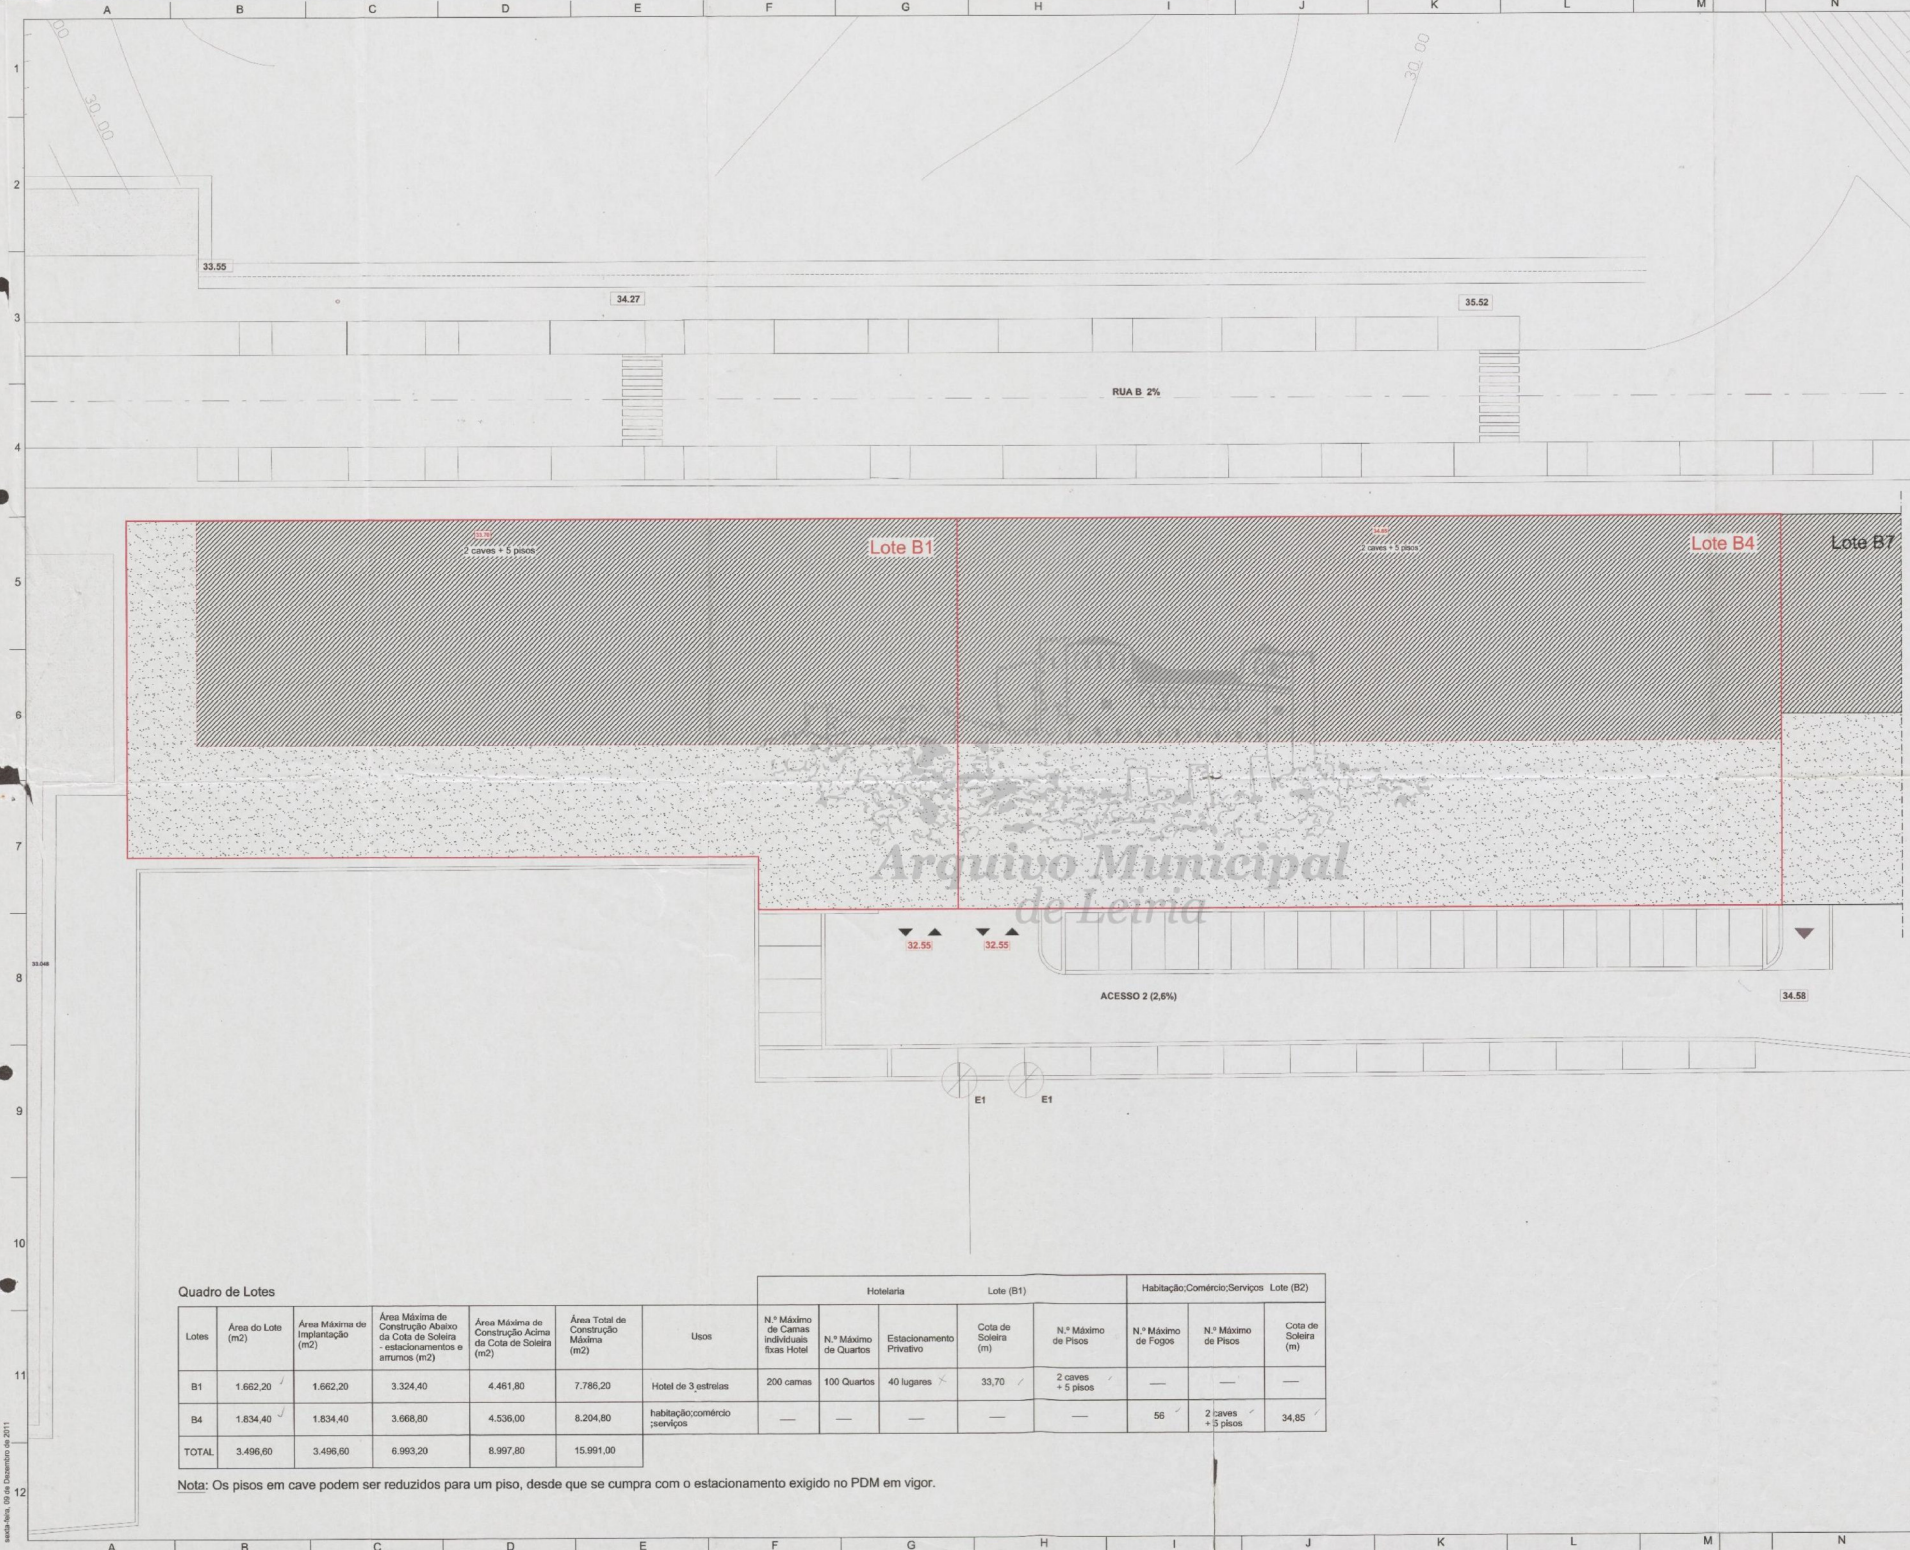 A B C D E F G H I J K L M N
1
2
3
4
5
6
7
8
9
10
11
12
30.00
30.00
33.55
34.27
35.52
RUA B 2%
2 caves + 5 pisos
Lote B1
2 caves + 5 pisos
Lote B4
Lote B7
Arquivo Municipal
de Leiria
32.55
32.55
33.046
ACESSO 2 (2,6%)
34.58
E1
E1
Quadro de Lotes
Hotelaria Lote (B1)
Habitação;Comércio;Serviços Lote (B2)
Lotes
Área do Lote
(m2)
Área Máxima de
Implantação
(m2)
Área Máxima de
Construção Abaixo
da Cota de Soleira
- estacionamentos e
arrumos (m2)
Área Máxima de
Construção Acima
da Cota de Soleira
(m2)
Área Total de
Construção
Máxima
(m2)
Usos
N.º Máximo
de Camas
individuais
fixas Hotel
N.º Máximo
de Quartos
Estacionamento
Privativo
Cota de
Soleira
(m)
N.º Máximo
de Pisos
N.º Máximo
de Fogos
N.º Máximo
de Pisos
Cota de
Soleira
(m)
B1 1.662,20 1.662,20 3.324,40 4.461,80 7.786,20 Hotel de 3 estrelas 200 camas 100 Quartos 40 lugares 33,70 2 caves
+ 5 pisos
— — —
B4 1.834,40 1.834,40 3.668,80 4.536,00 8.204,80 habitação;comércio
;serviços
— — — — — 56 2 caves
+ 5 pisos
34,85
TOTAL 3.496,60 3.496,60 6.993,20 8.997,80 15.991,00
Nota: Os pisos em cave podem ser reduzidos para um piso, desde que se cumpra com o estacionamento exigido no PDM em vigor.
sexta-feira, 09 de Dezembro de 2011
A B C D E F G H I J K L M N